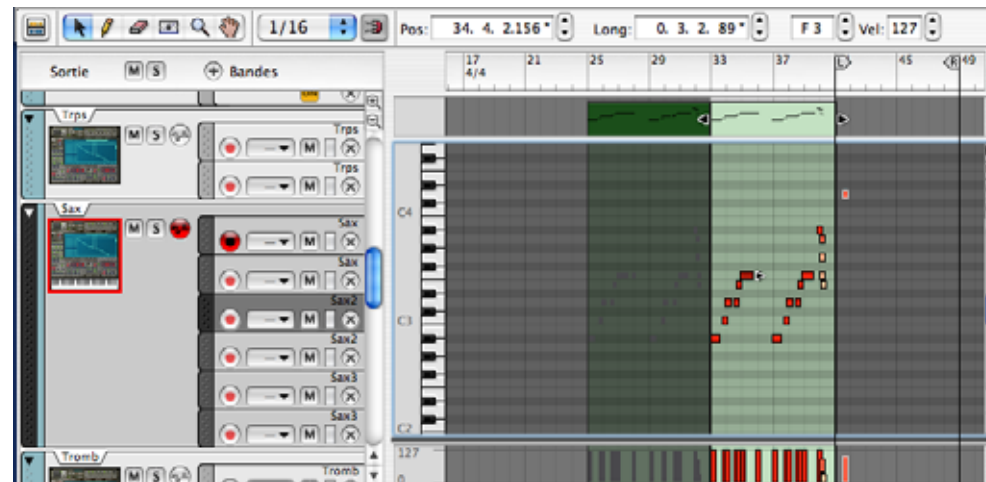 1/16 Pos: 34. 4. 2.156 * Long: 0. 3. 2. 89 * F 3 Vel: 127
Sortie M S Bandes
17 21 25 29 33 37 L 45 R 49
4/4
ON
Trps
M S
Trps
M
Trps
M
Sax
M S
Sax
M
Sax
M
Sax2
M
Sax2
M
Sax3
M
Sax3
M
Tromb
M S
Tromb
C4
C3
C2
127
0